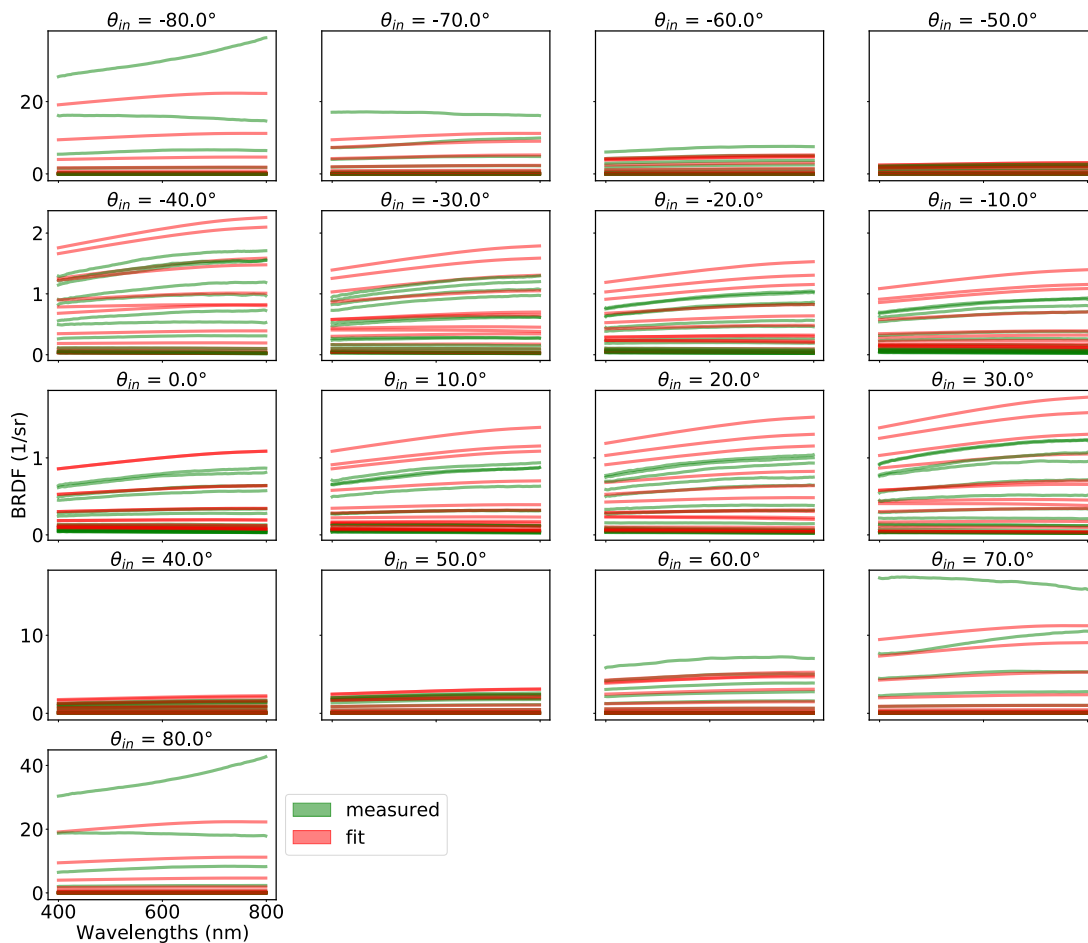 θin = -80.0° θin = -70.0° θin = -60.0° θin = -50.0°
20
0
θin = -40.0° θin = -30.0° θin = -20.0° θin = -10.0°
2
1
0
θin = 0.0° θin = 10.0° θin = 20.0° θin = 30.0°
BRDF (1/sr)
1
0
θin = 40.0° θin = 50.0° θin = 60.0° θin = 70.0°
10
0
θin = 80.0°
40
20
0
measured
fit
400 600 800
Wavelengths (nm)